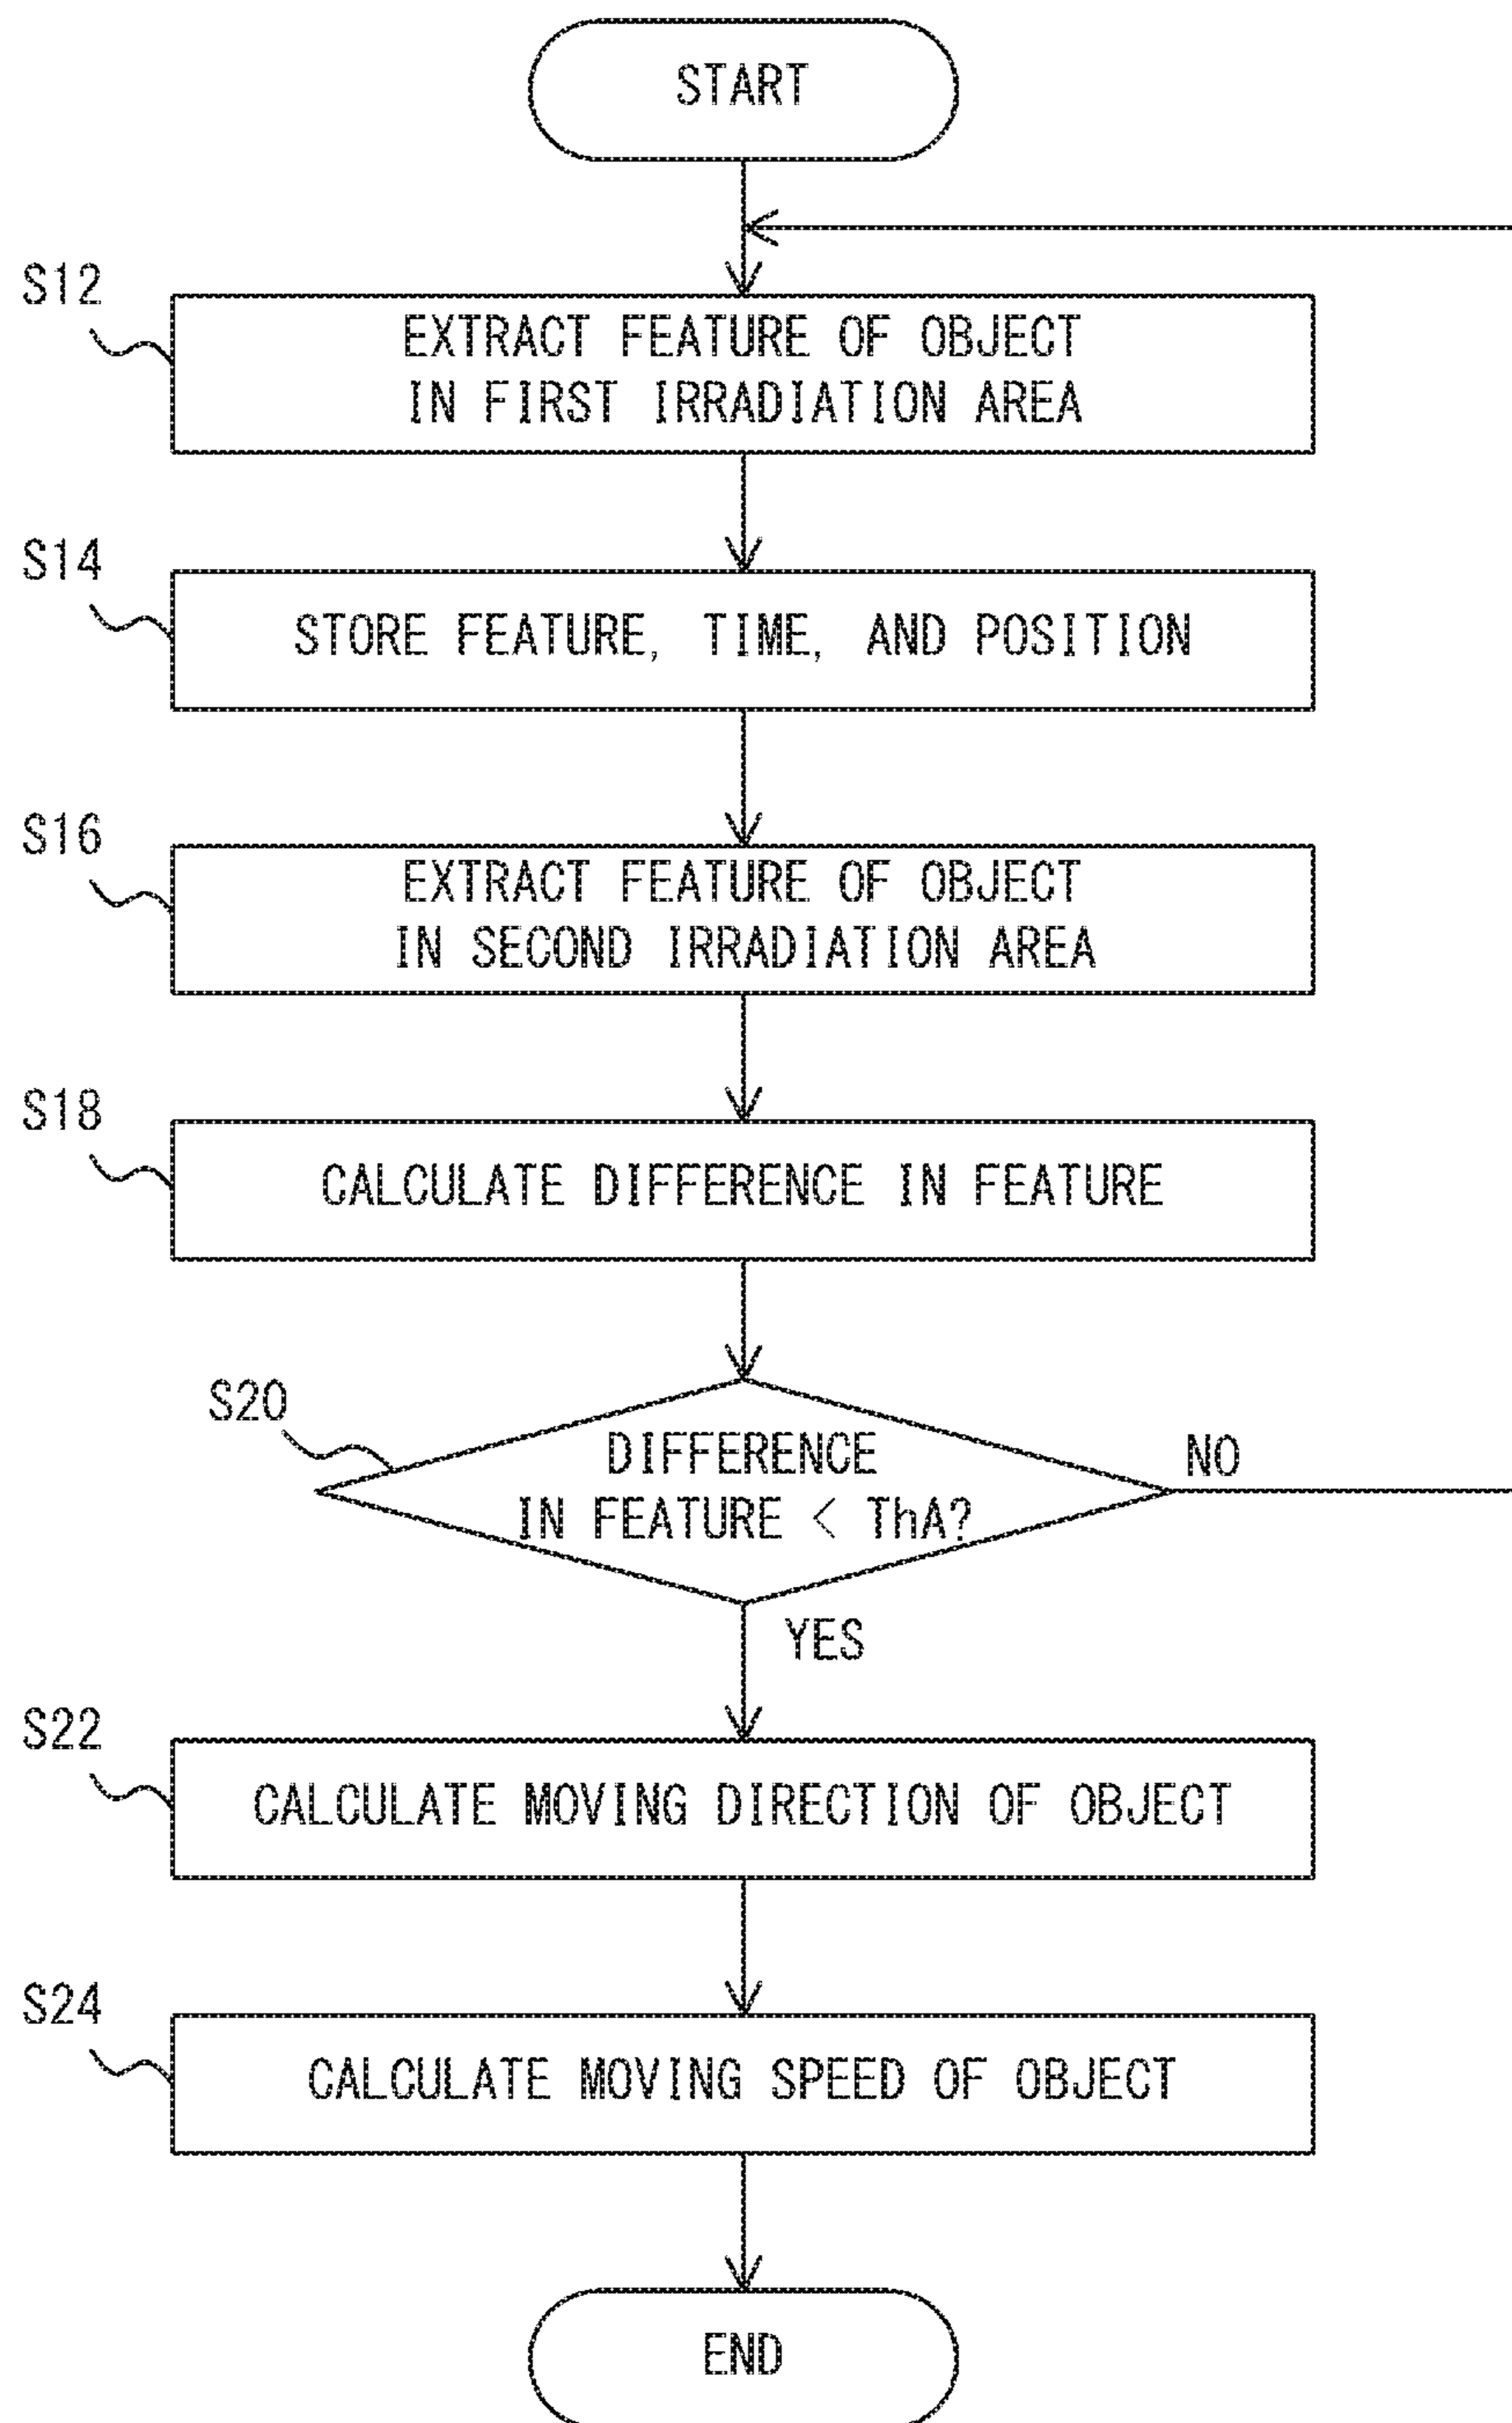 START
S12
EXTRACT FEATURE OF OBJECT
IN FIRST IRRADIATION AREA
S14
STORE FEATURE, TIME, AND POSITION
S16
EXTRACT FEATURE OF OBJECT
IN SECOND IRRADIATION AREA
S18
CALCULATE DIFFERENCE IN FEATURE
S20
DIFFERENCE
IN FEATURE < ThA?
NO
YES
S22
CALCULATE MOVING DIRECTION OF OBJECT
S24
CALCULATE MOVING SPEED OF OBJECT
END